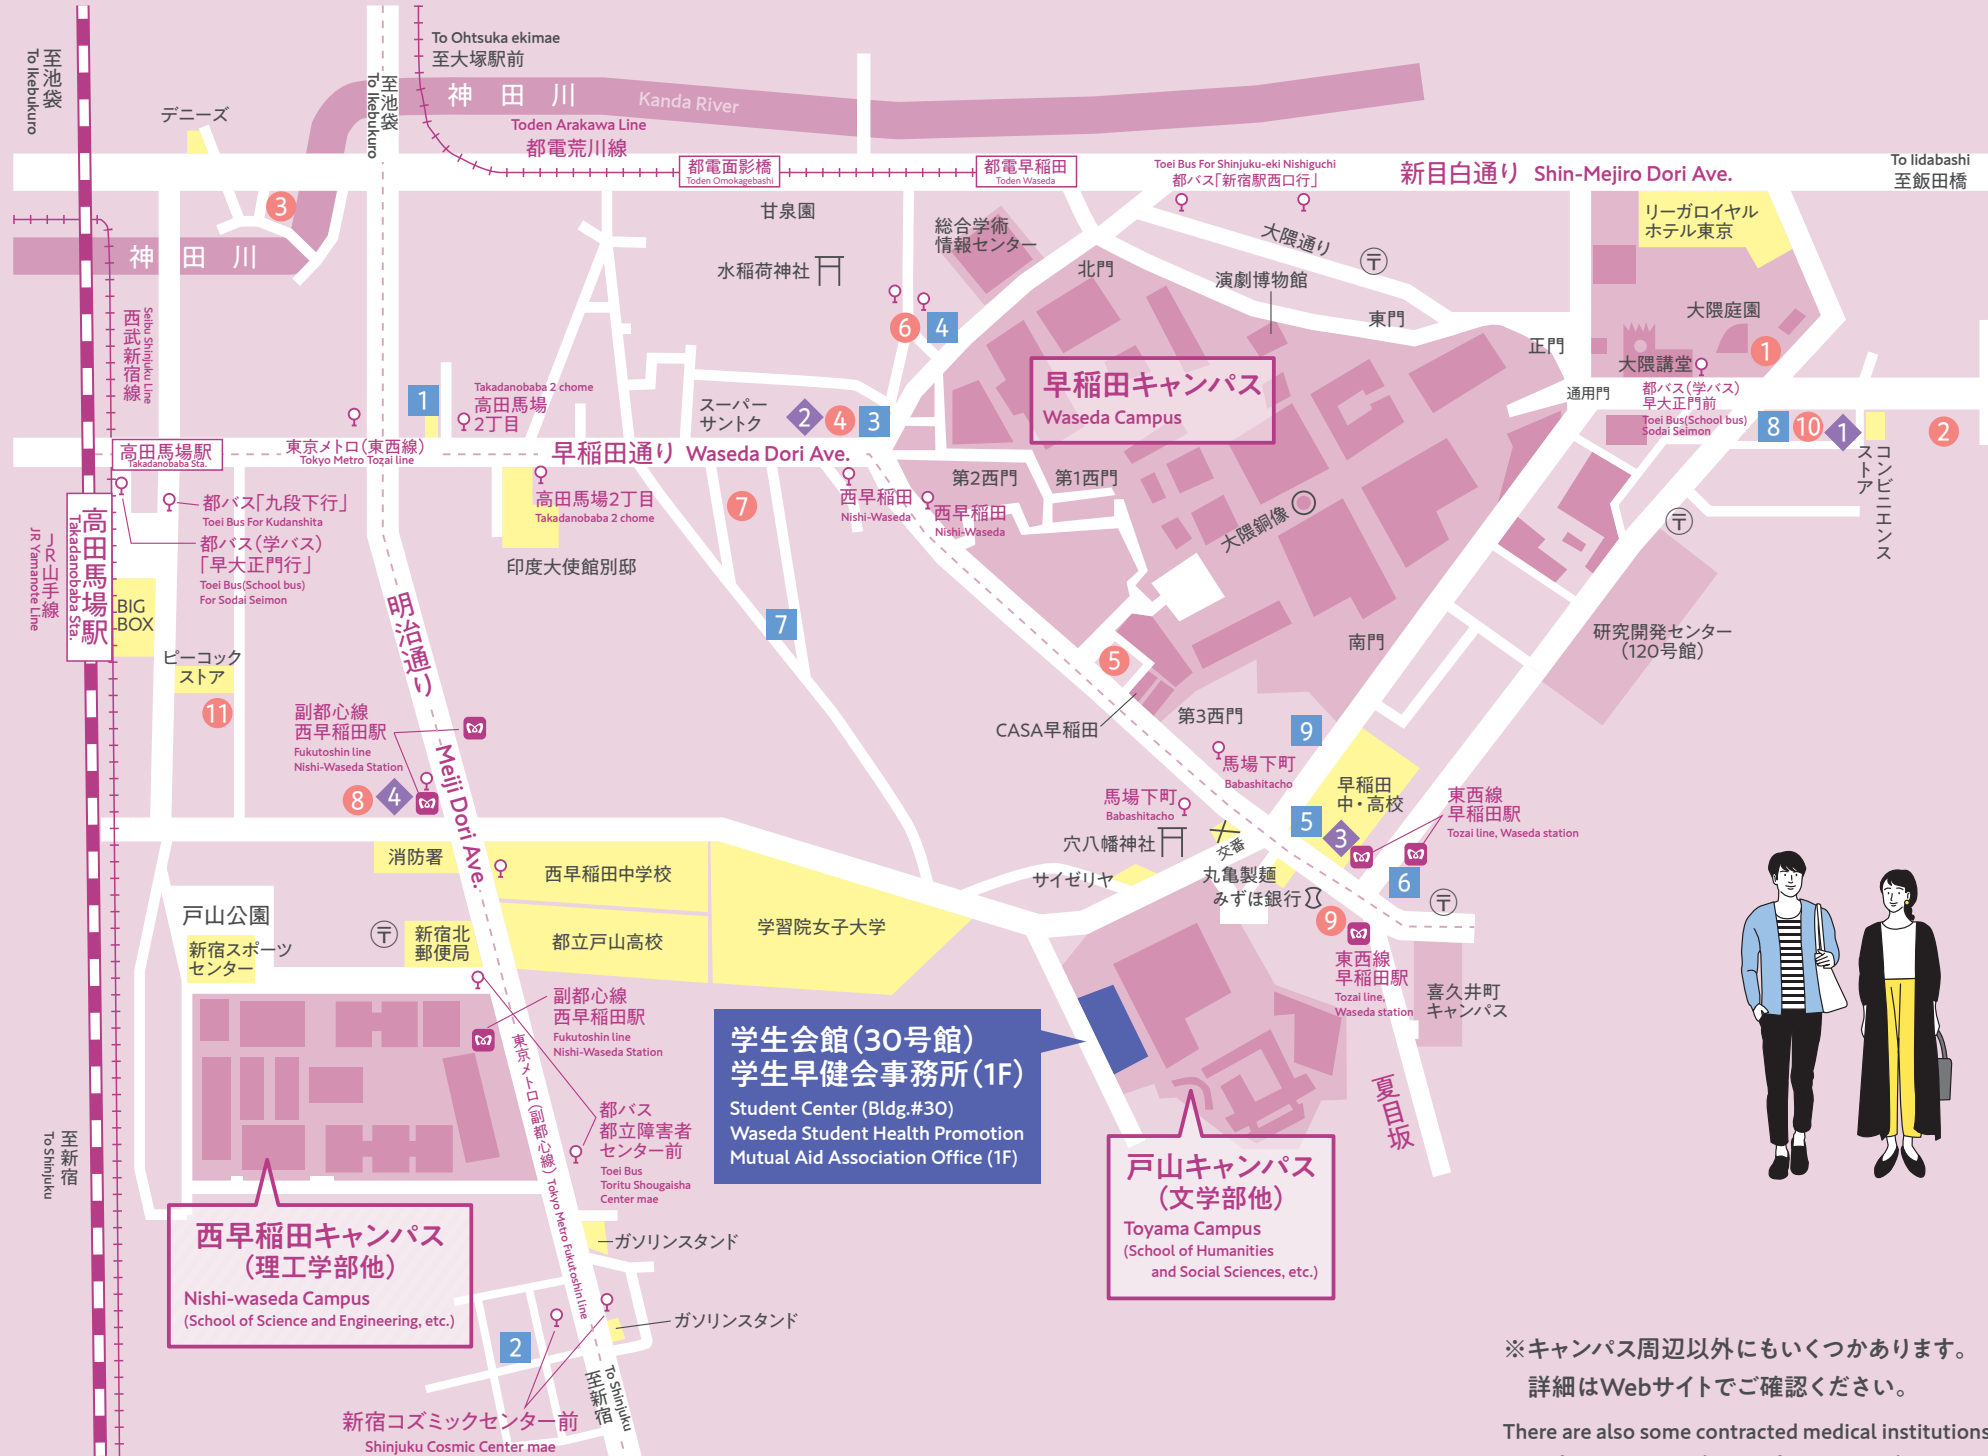 至池袋
To Ikebukuro
至池袋
To Ikebukuro
To Ohtsuka ekimae
至大塚駅前
神田川
Kanda River
デニーズ
Toden Arakawa Line
都電荒川線
都電面影橋
Toden Omokagebashi
都電早稲田
Toden Waseda
Toei Bus For Shinjuku-eki Nishiguchi
都バス「新宿駅西口行」
新目白通り Shin-Mejiro Dori Ave.
To Iidabashi
至飯田橋
3
神田川
甘泉園
総合学術
情報センター
大隈通り
〒
リーガロイヤル
ホテル東京
水稲荷神社
北門
演劇博物館
東門
大隈庭園
1
正門
大隈講堂
通用門
都バス(学バス)
早大正門前
Toei Bus(School bus)
Sodai Seimon
8
10
1
2
コンビニエンス
ストア
Seibu Shinjuku Line
西武新宿線
6
4
早稲田キャンパス
Waseda Campus
1
Takadanobaba 2 chome
高田馬場
2丁目
スーパー
サントク
2
4
3
高田馬場駅
Takadanobaba Sta.
東京メトロ(東西線)
Tokyo Metro Tozai line
早稲田通り Waseda Dori Ave.
高田馬場2丁目
Takadanobaba 2 chome
7
西早稲田
Nishi-Waseda
西早稲田
Nishi-Waseda
第2西門
第1西門
大隈銅像
〒
都バス「九段下行」
Toei Bus For Kudanshita
都バス(学バス)
「早大正門行」
Toei Bus(School bus)
For Sodai Seimon
高田馬場駅
Takadanobaba Sta.
JR山手線
JR Yamanote Line
印度大使館別邸
BIG
BOX
明治通り
7
南門
研究開発センター
(120号館)
ピーコック
ストア
11
5
副都心線
西早稲田駅
Fukutoshin line
Nishi-Waseda Station
8
4
Meiji Dori Ave.
CASA早稲田
第3西門
9
馬場下町
Babashitacho
馬場下町
Babashitacho
早稲田
中・高校
5
3
東西線
早稲田駅
Tozai line, Waseda station
6
穴八幡神社
交番
サイゼリヤ
丸亀製麺
みずほ銀行
9
〒
東西線
早稲田駅
Tozai line,
Waseda station
喜久井町
キャンパス
消防署
西早稲田中学校
学習院女子大学
都立戸山高校
戸山公園
新宿スポーツ
センター
〒
新宿北
郵便局
副都心線
西早稲田駅
Fukutoshin line
Nishi-Waseda Station
学生会館(30号館)
学生早健会事務所(1F)
Student Center (Bldg.#30)
Waseda Student Health Promotion
Mutual Aid Association Office (1F)
夏目坂
東京メトロ(副都心線) Tokyo Metro Fukutoshin line
都バス
都立障害者
センター前
Toei Bus
Toritu Shougaisha
Center mae
至新宿
To Shinjuku
戸山キャンパス
(文学部他)
Toyama Campus
(School of Humanities
and Social Sciences, etc.)
西早稲田キャンパス
(理工学部他)
Nishi-waseda Campus
(School of Science and Engineering, etc.)
ガソリンスタンド
ガソリンスタンド
2
To Shinjuku
至新宿
新宿コズミックセンター前
Shinjuku Cosmic Center mae
※キャンパス周辺以外にもいくつかあります。
詳細はWebサイトでご確認ください。
There are also some contracted medical institutions